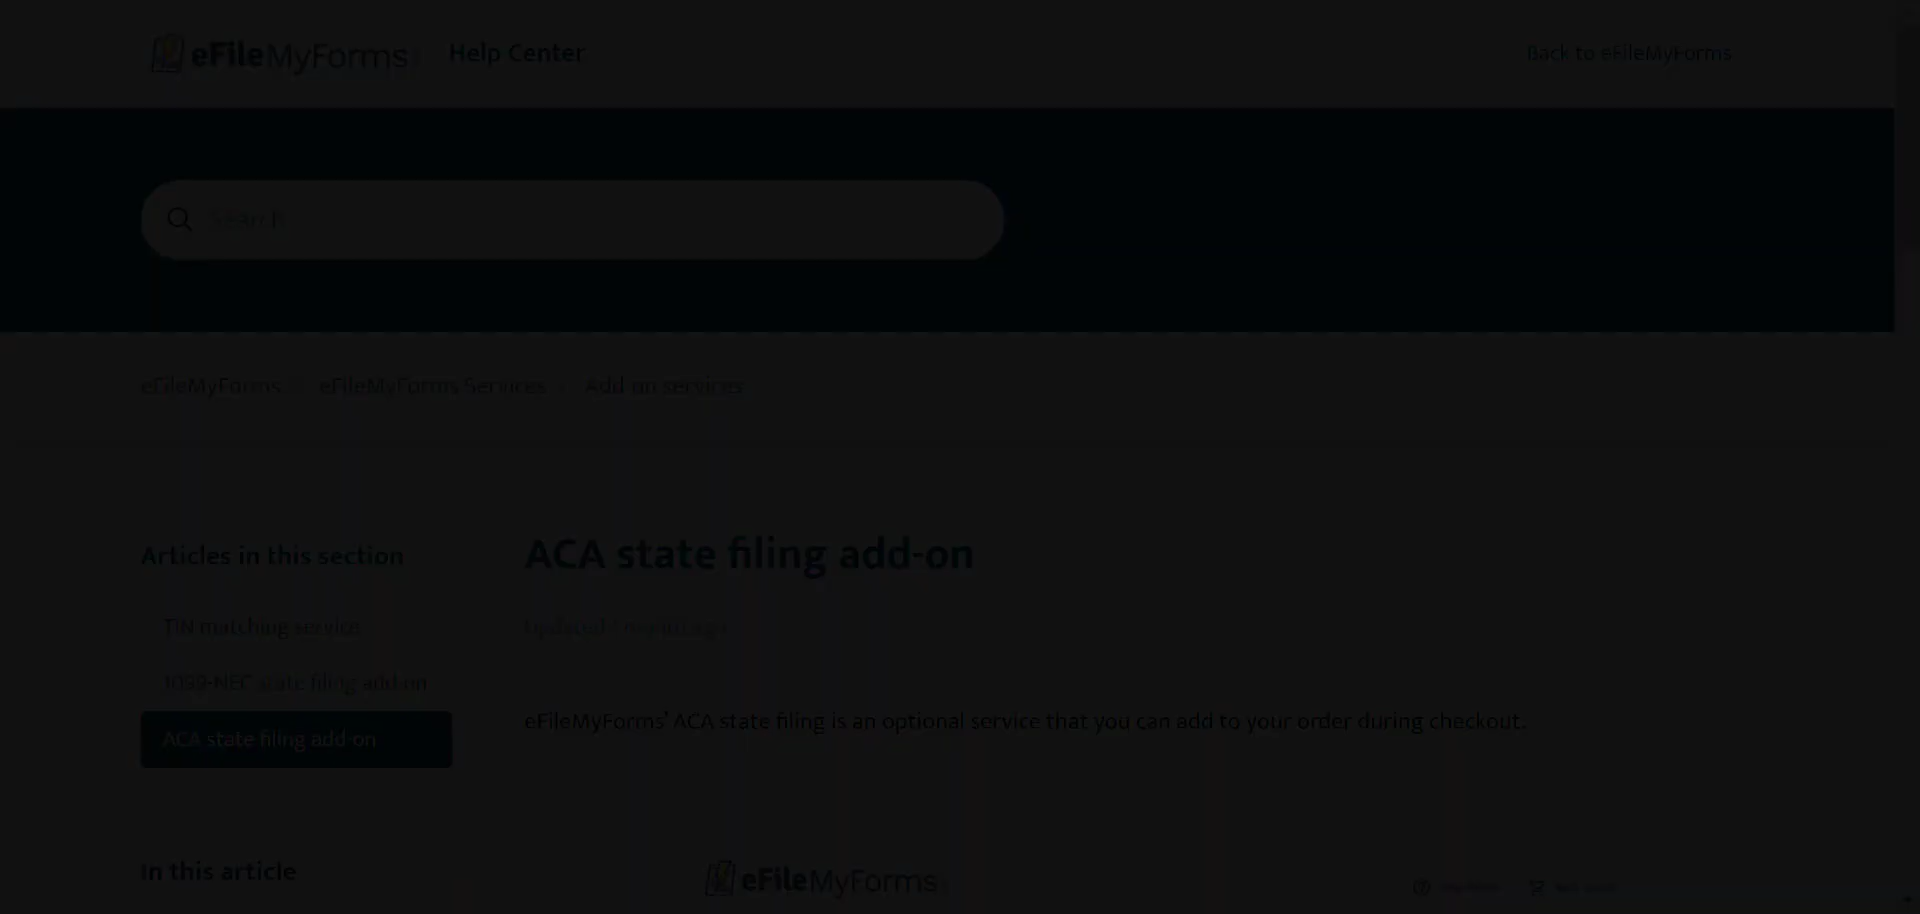 eFileMyForms Help Center
Back to eFileMyForms
Search
eFileMyForms
eFileMyForms Services
Add-on services
Articles in this section
TIN matching service
1099-NEC state filing add-on
ACA state filing add-on
In this article
ACA state filing add-on
Updated
eFileMyForms' ACA state filing is an optional service that you can add to your order during checkout.
eFileMyForms